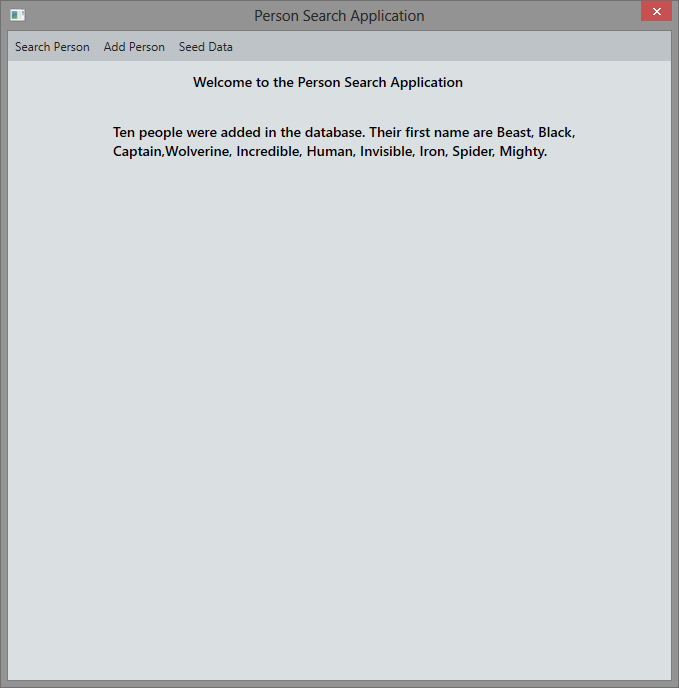 Person Search Application
Search Person Add Person Seed Data
Welcome to the Person Search Application
Ten people were added in the database. Their first name are Beast, Black,
Captain,Wolverine, Incredible, Human, Invisible, Iron, Spider, Mighty.